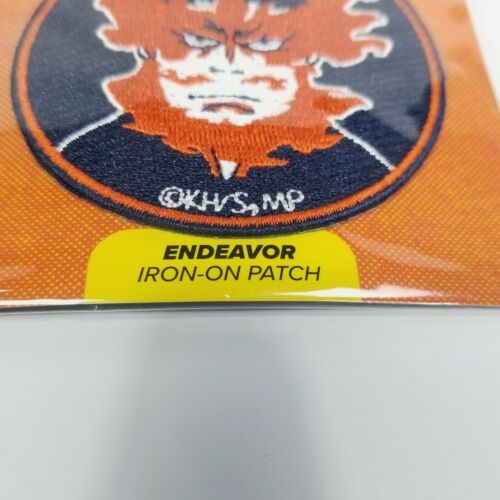 ©KH/S, MP
ENDEAVOR
IRON-ON PATCH